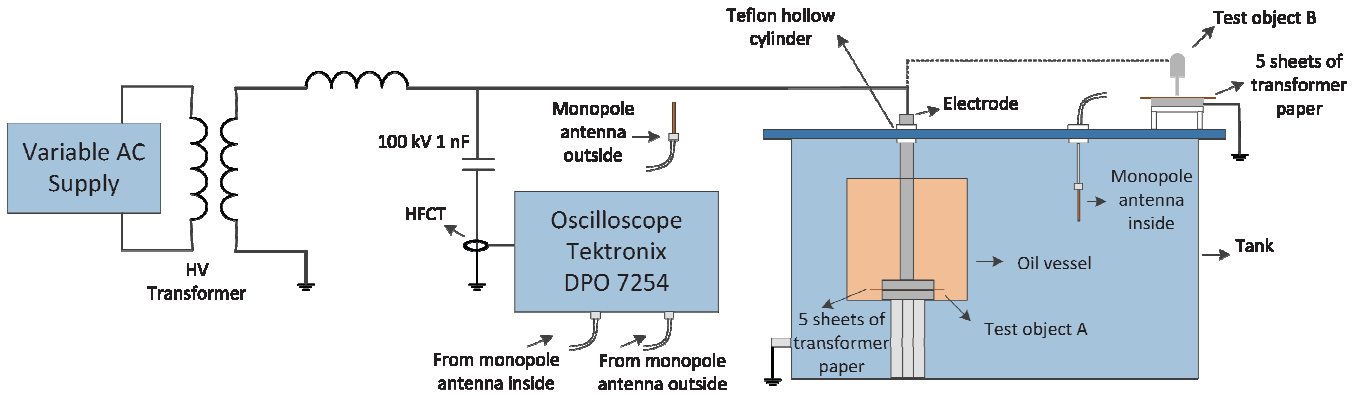 Variable AC
Supply
HV
Transformer
100 kV 1 nF
HFCT
Monopole
antenna
outside
Oscilloscope
Tektronix
DPO 7254
From monopole
antenna inside
From monopole
antenna outside
Teflon hollow
cylinder
Electrode
Test object B
5 sheets of
transformer
paper
Monopole
antenna
inside
Tank
Oil vessel
Test object A
5 sheets of
transformer
paper